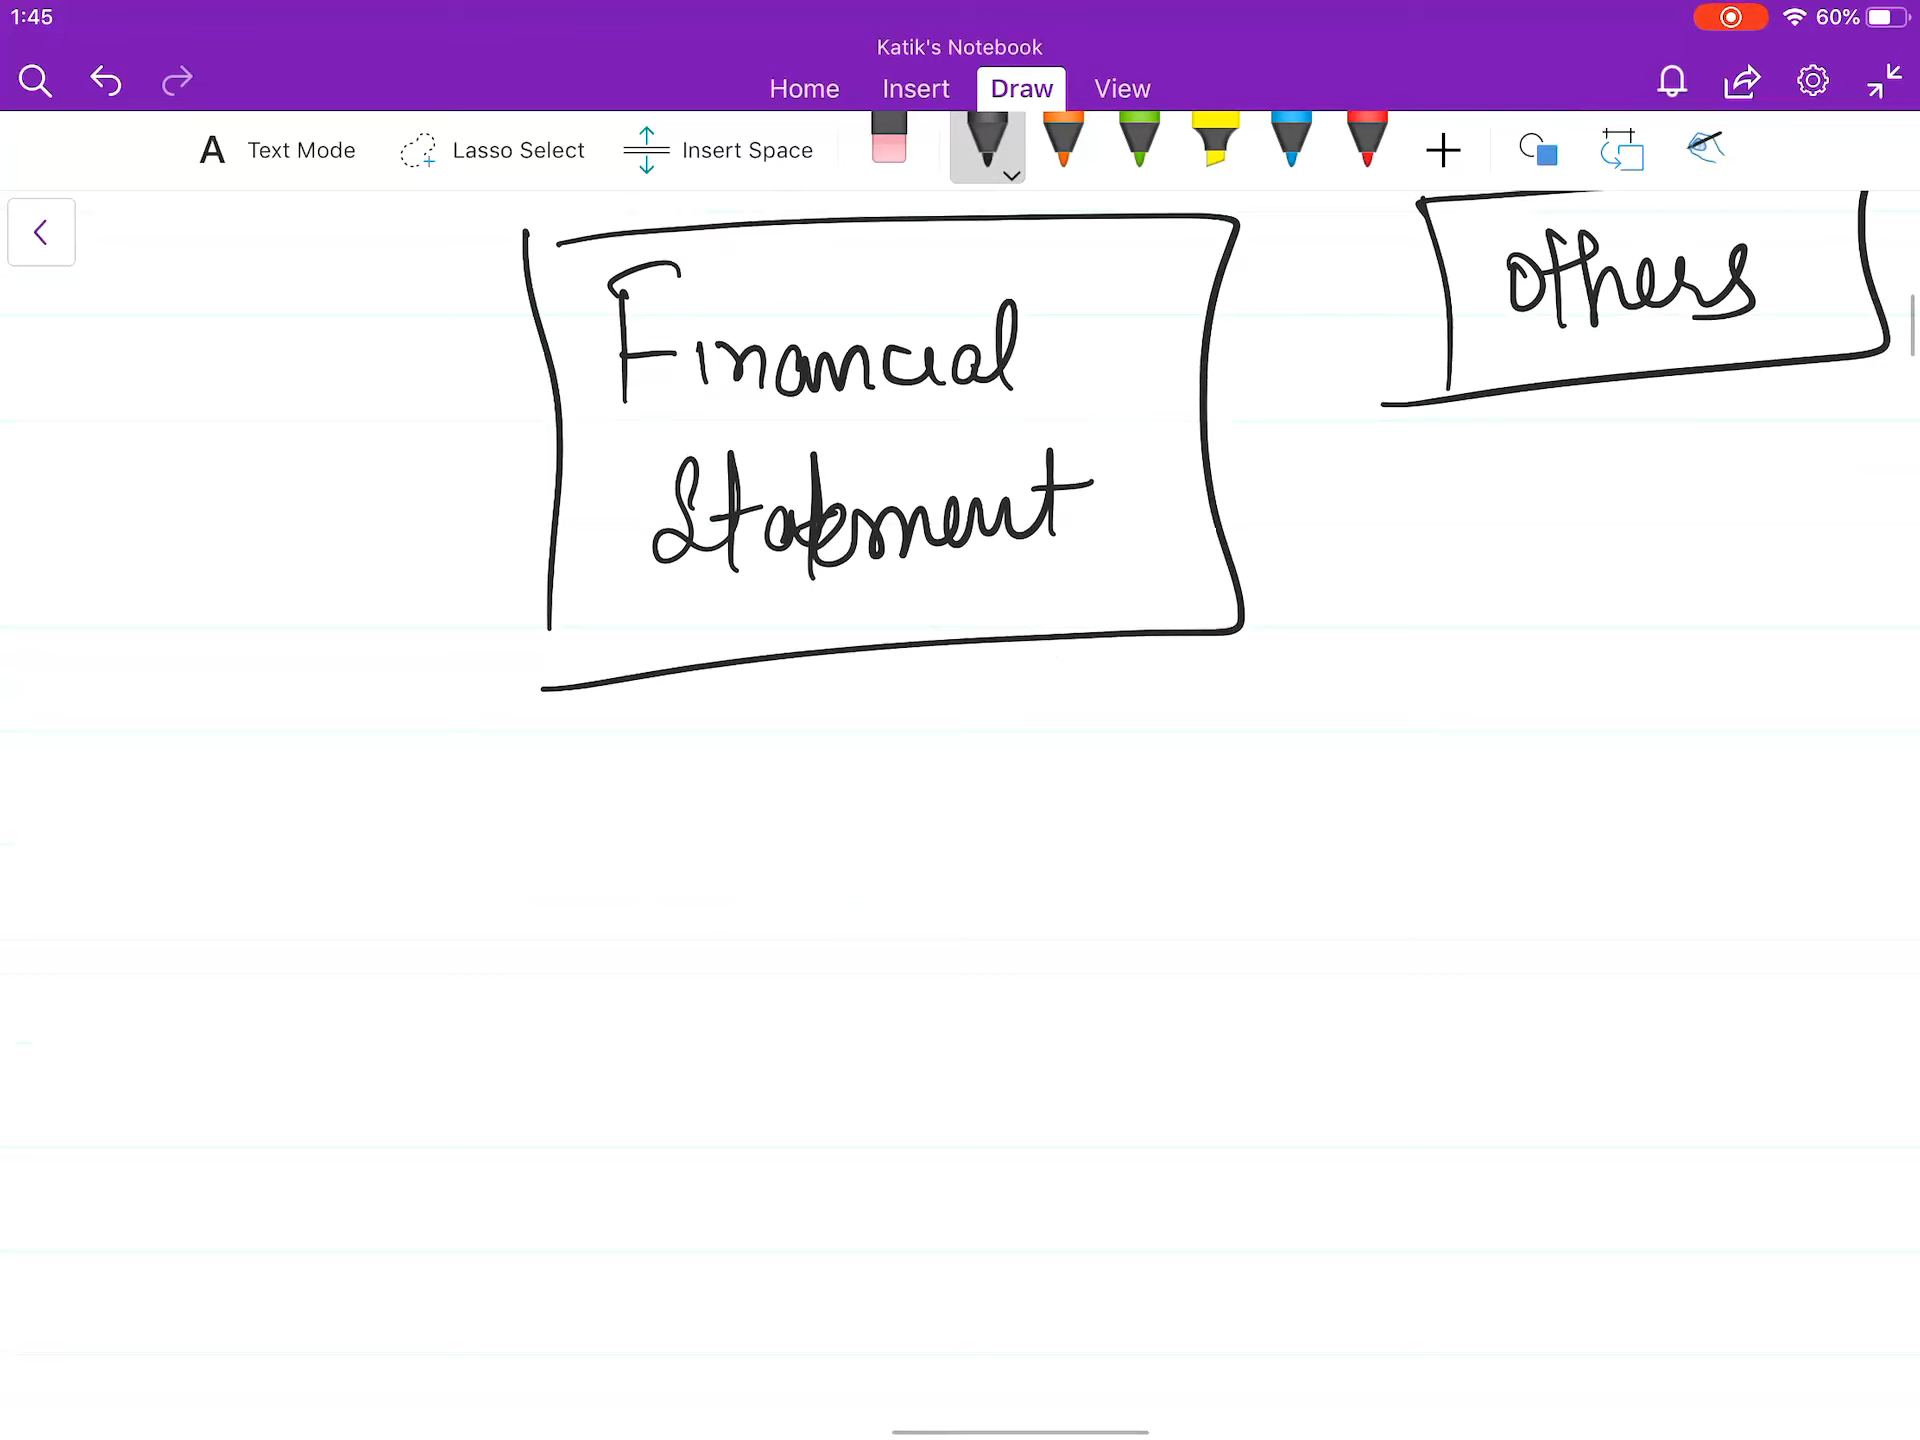 1:45
60%
Katik's Notebook
Home Insert Draw View
A Text Mode Lasso Select Insert Space
Financial
Statement
others